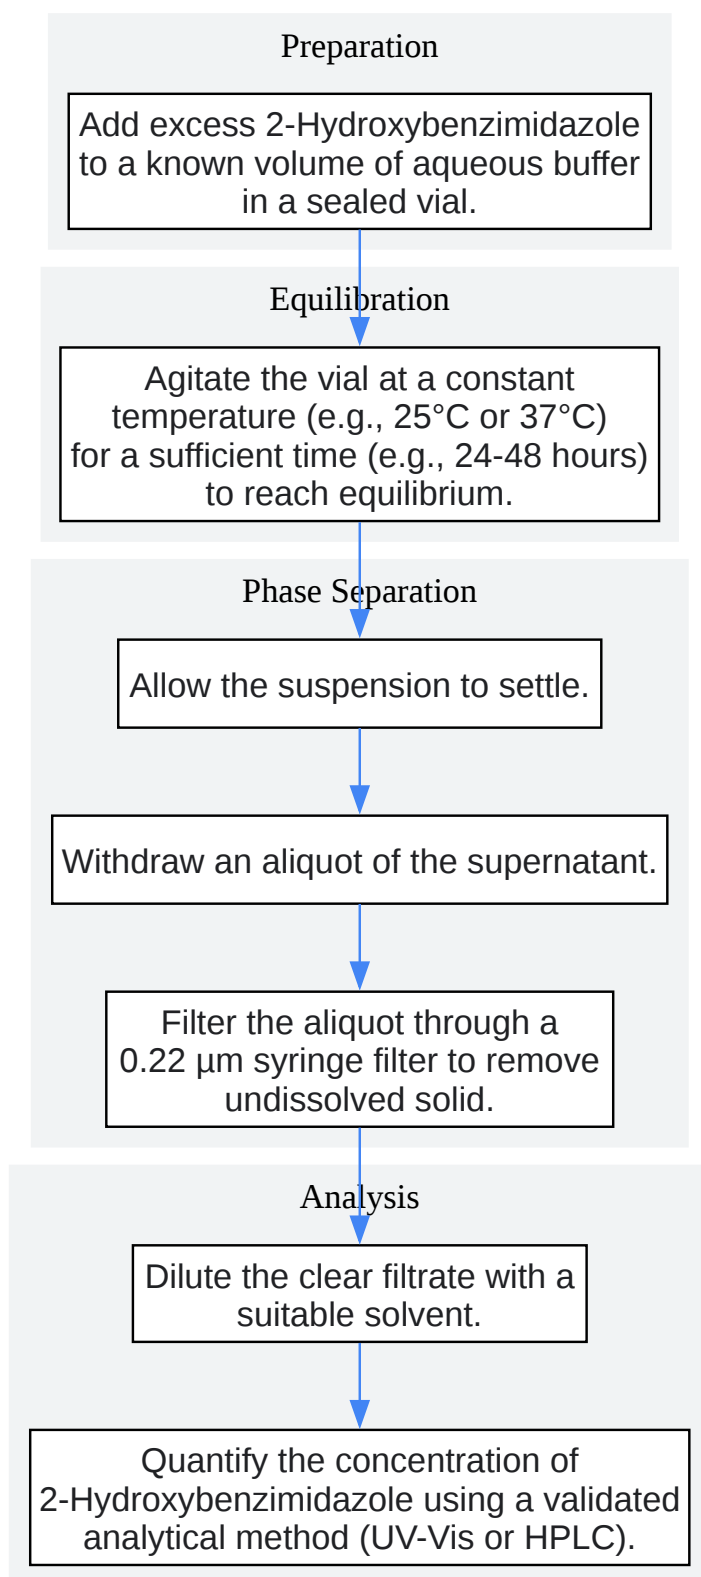 Preparation
Add excess 2-Hydroxybenzimidazole
to a known volume of aqueous buffer
in a sealed vial.
Equilibration
Agitate the vial at a constant
temperature (e.g., 25°C or 37°C)
for a sufficient time (e.g., 24-48 hours)
to reach equilibrium.
Phase Separation
Allow the suspension to settle.
Withdraw an aliquot of the supernatant.
Filter the aliquot through a
0.22 µm syringe filter to remove
undissolved solid.
Analysis
Dilute the clear filtrate with a
suitable solvent.
Quantify the concentration of
2-Hydroxybenzimidazole using a validated
analytical method (UV-Vis or HPLC).